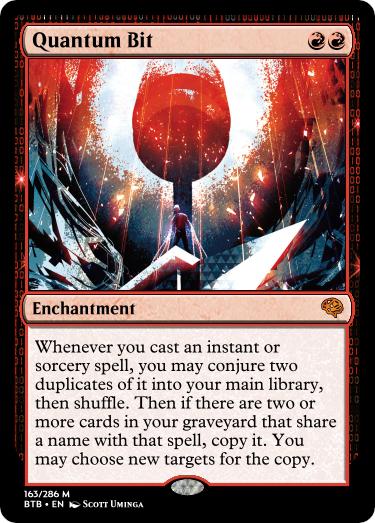 Quantum Bit
Enchantment
Whenever you cast an instant or
sorcery spell, you may conjure two
duplicates of it into your main library,
then shuffle. Then if there are two or
more cards in your graveyard that share
a name with that spell, copy it. You
may choose new targets for the copy.
163/286 M
BTB • EN Scott Uminga